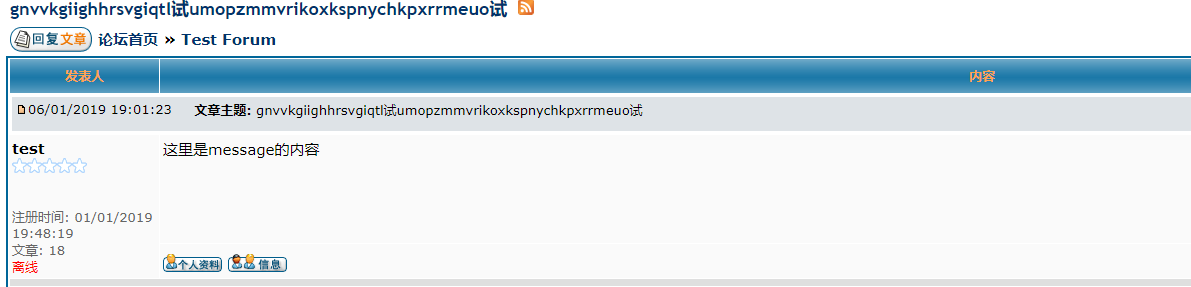 gnvvkgiighhrsvgiqtl试umopzmmvrikoxkspnychkpxrrmeuo试
回复文章 论坛首页 » Test Forum
发表人 内容
06/01/2019 19:01:23 文章主题: gnvvkgiighhrsvgiqtl试umopzmmvrikoxkspnychkpxrrmeuo试
test
这里是message的内容
注册时间: 01/01/2019
19:48:19
文章: 18
离线
个人资料 信息